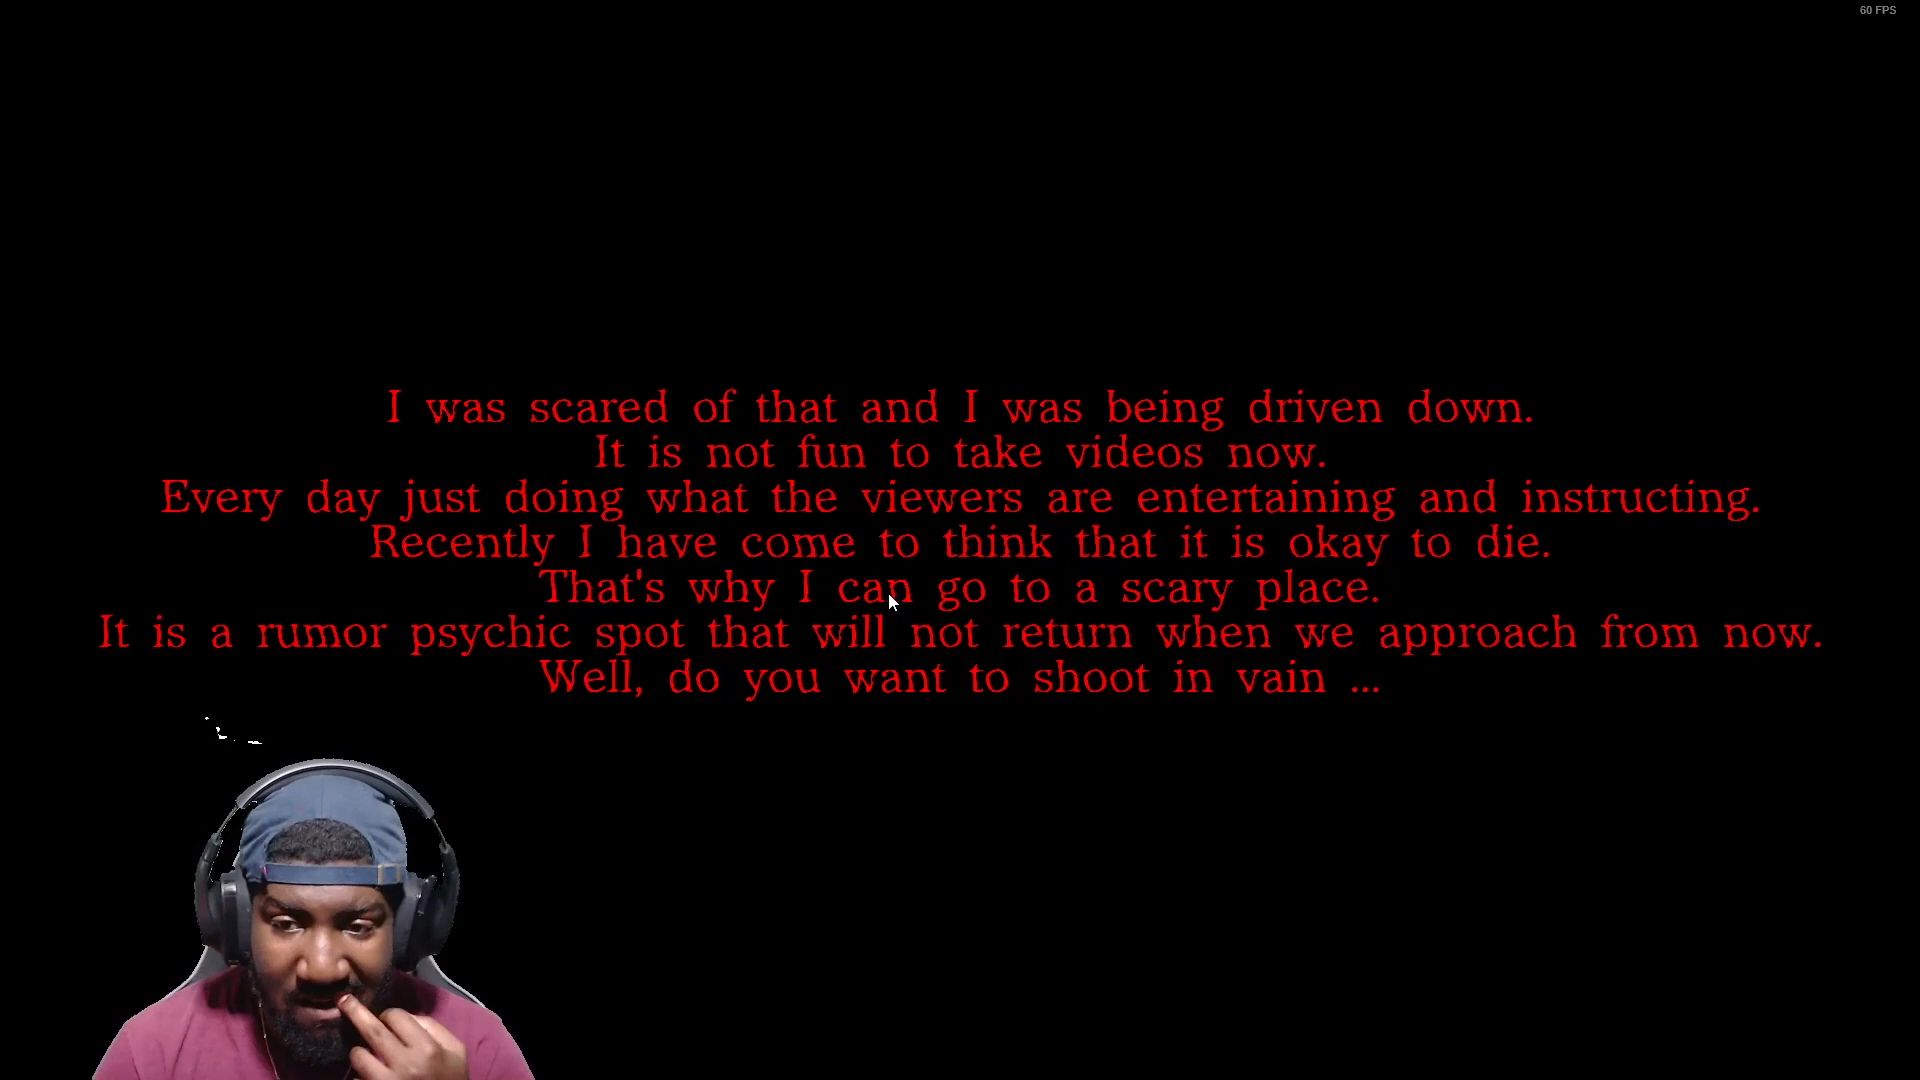 60 FPS
I was scared of that and I was being driven down.
It is not fun to take videos now.
Every day just doing what the viewers are entertaining and instructing.
Recently I have come to think that it is okay to die.
That's why I can go to a scary place.
It is a rumor psychic spot that will not return when we approach from now.
Well, do you want to shoot in vain ...